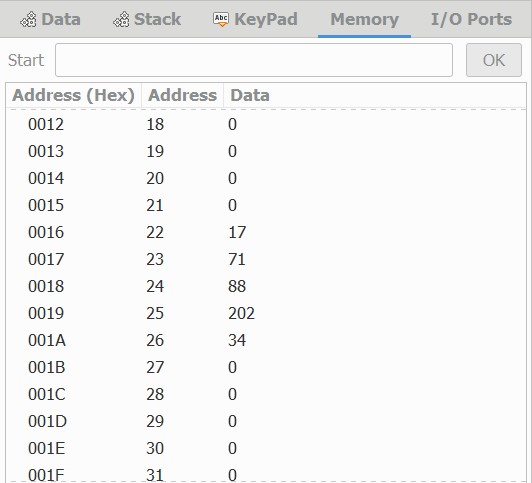 Data Stack Abc KeyPad Memory I/O Ports
Start OK
Address (Hex) Address Data
0012 18 0
0013 19 0
0014 20 0
0015 21 0
0016 22 17
0017 23 71
0018 24 88
0019 25 202
001A 26 34
001B 27 0
001C 28 0
001D 29 0
001E 30 0
001F 31 0